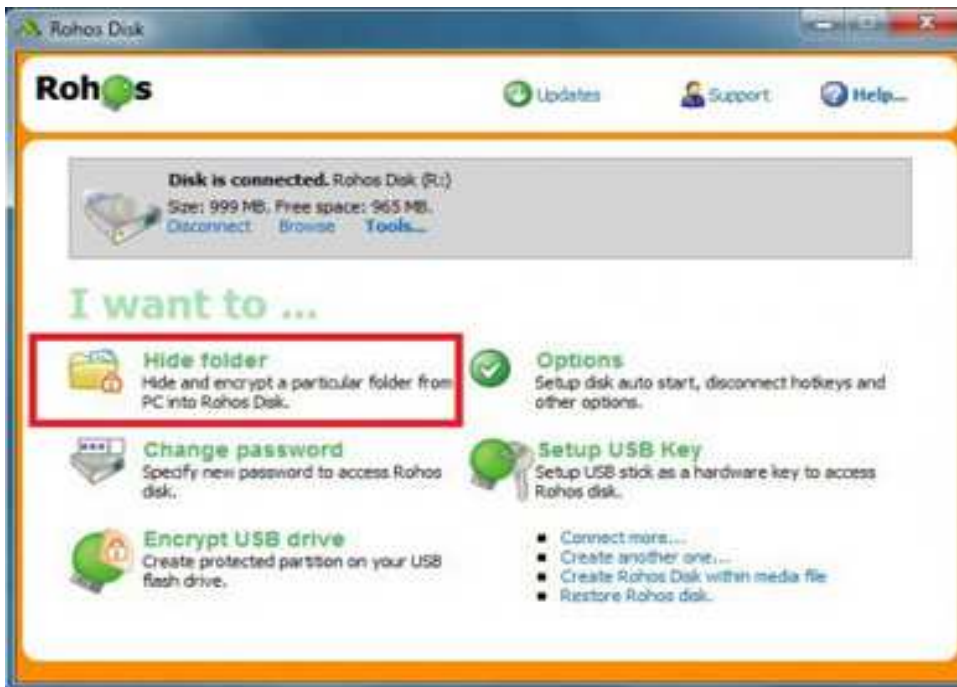 Rohos Disk
Rohos
Updates
Support
Help...
Disk is connected. Rohos Disk (R:)
Size: 999 MB. Free space: 965 MB.
Disconnect Browse Tools...
I want to ...
Hide folder
Hide and encrypt a particular folder from
PC into Rohos Disk.
Options
Setup disk auto start, disconnect hotkeys and
other options.
Change password
Specify new password to access Rohos
disk.
Setup USB Key
Setup USB stick as a hardware key to access
Rohos disk.
Encrypt USB drive
Create protected partition on your USB
flash drive.
Connect more...
Create another one...
Create Rohos Disk within media file
Restore Rohos disk.